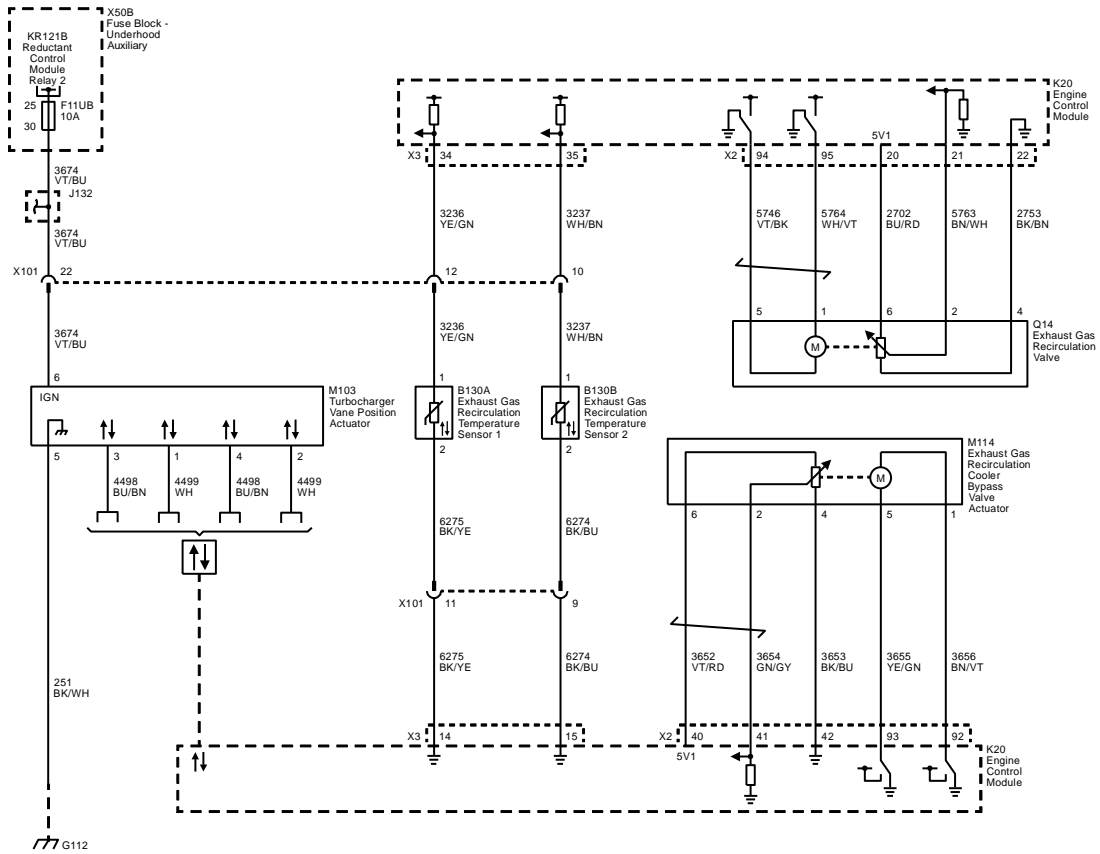 X50B
Fuse Block -
Underhood
Auxiliary
KR121B
Reductant
Control
Module
Relay 2
25
F11UB
10A
30
3674
VT/BU
J132
3674
VT/BU
X101
22
12
10
3674
VT/BU
6
IGN
M103
Turbocharger
Vane Position
Actuator
5
3
1
4
2
4498
BU/BN
4499
WH
4498
BU/BN
4499
WH
251
BK/WH
G112
K20
Engine
Control
Module
5V1
X3
34
35
X2
94
95
20
21
22
3236
YE/GN
3237
WH/BN
5746
VT/BK
5764
WH/VT
2702
BU/RD
5763
BN/WH
2753
BK/BN
3236
YE/GN
3237
WH/BN
5
1
6
2
4
M
Q14
Exhaust Gas
Recirculation
Valve
1
B130A
Exhaust Gas
Recirculation
Temperature
Sensor 1
2
1
B130B
Exhaust Gas
Recirculation
Temperature
Sensor 2
2
M114
Exhaust Gas
Recirculation
Cooler
Bypass
Valve
Actuator
M
6
2
4
5
1
6275
BK/YE
6274
BK/BU
X101
11
9
6275
BK/YE
6274
BK/BU
3652
VT/RD
3654
GN/GY
3653
BK/BU
3655
YE/GN
3656
BN/VT
X3
14
15
X2
40
41
42
93
92
5V1
K20
Engine
Control
Module